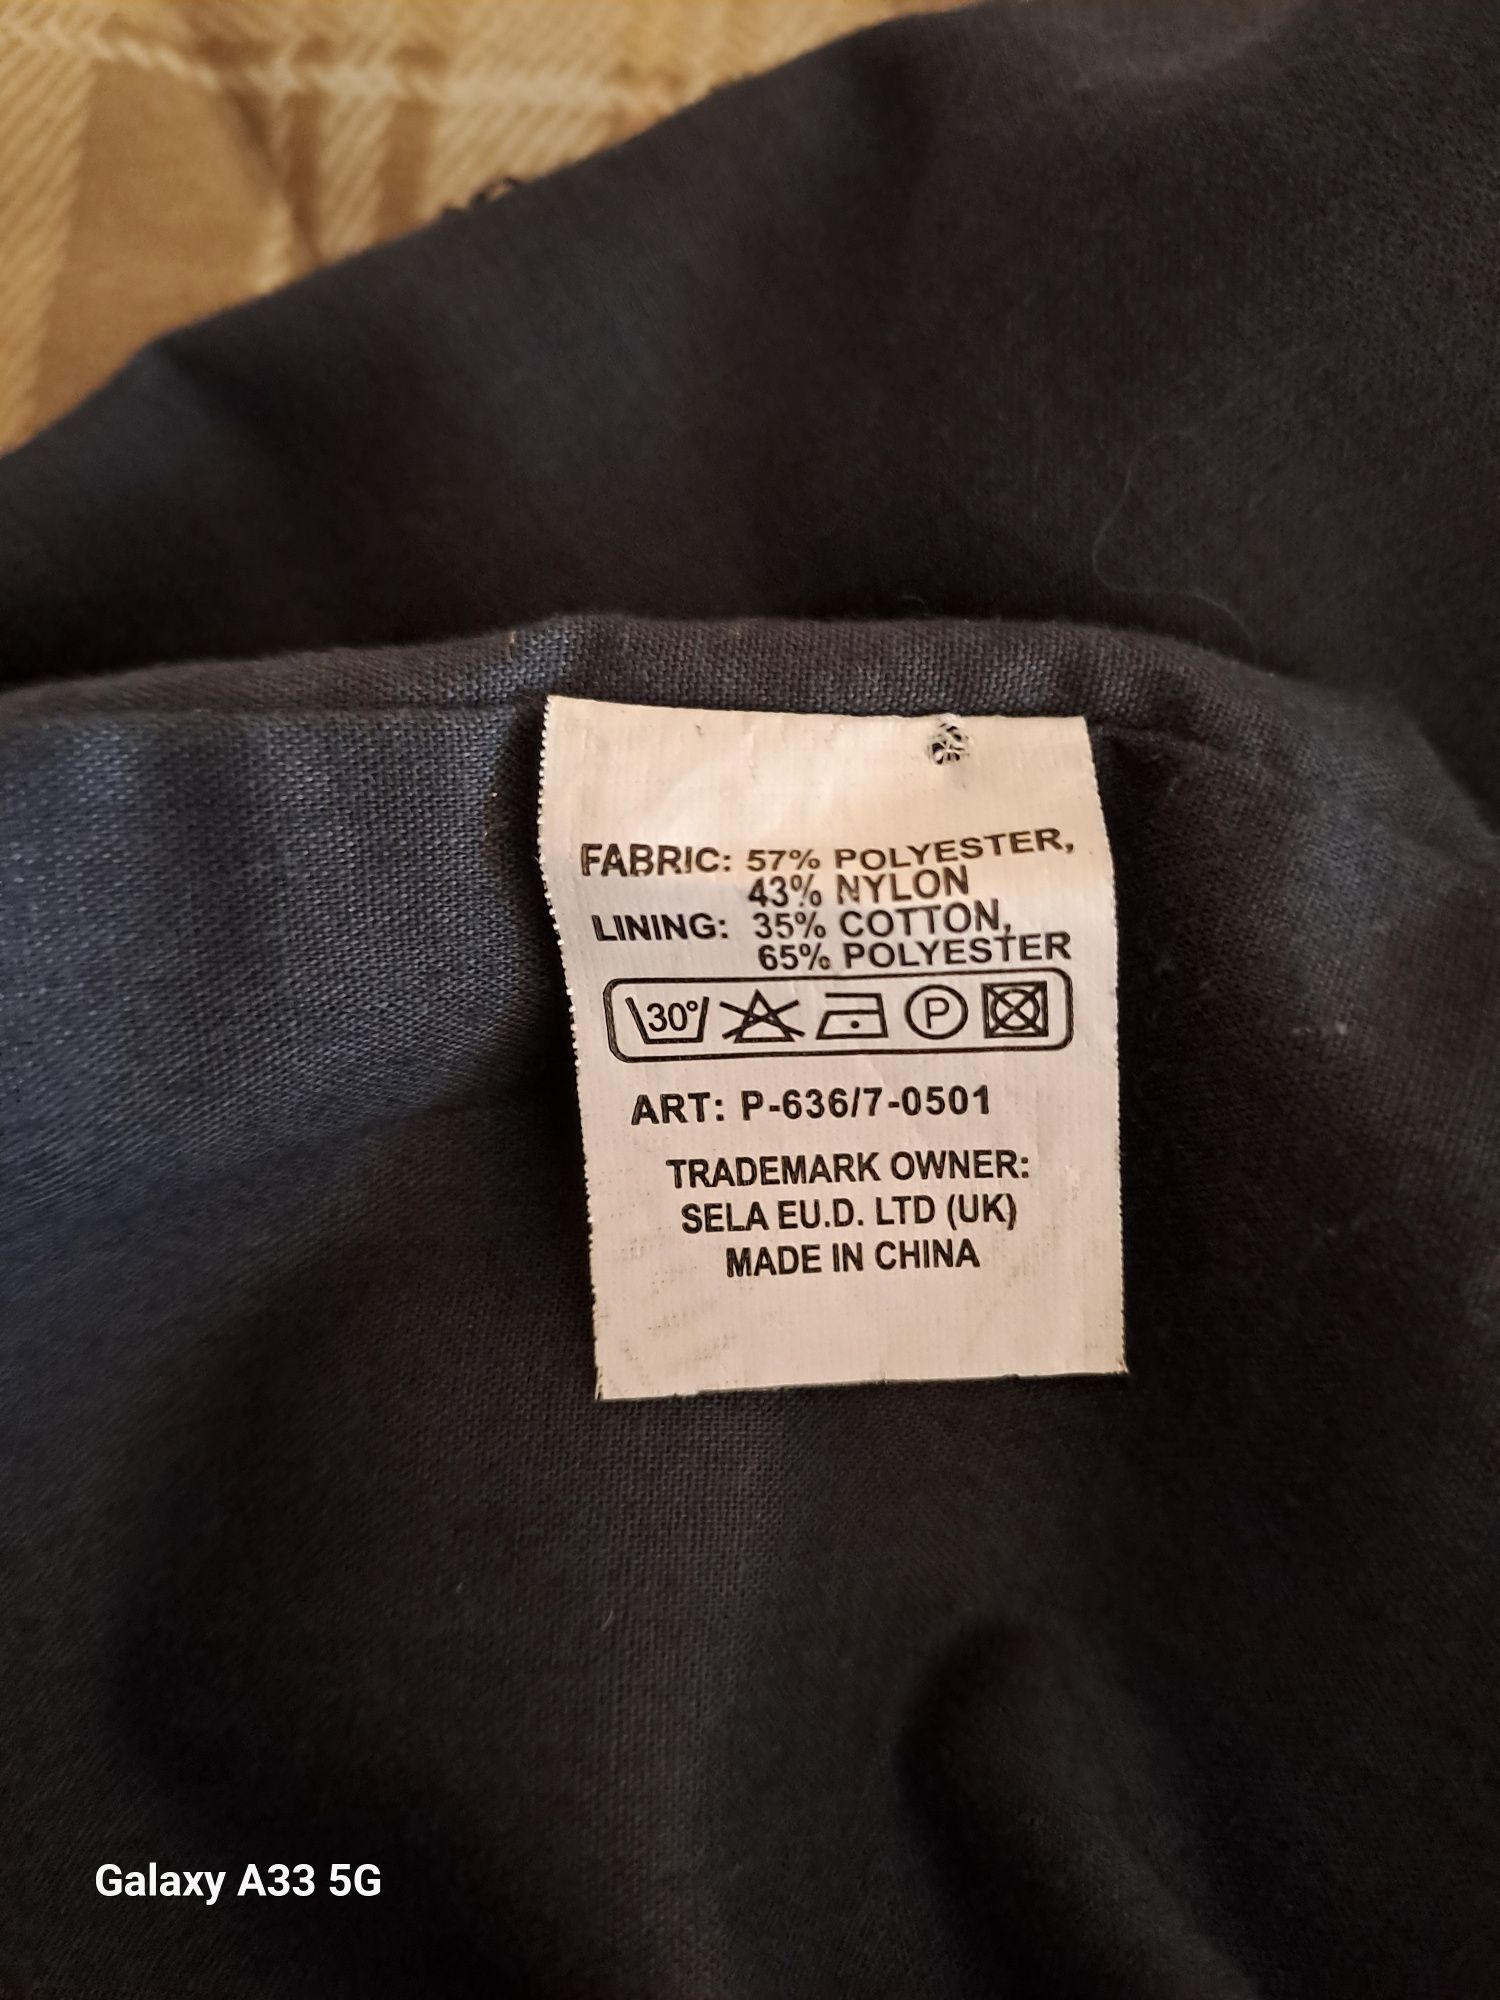 FABRIC: 57% POLYESTER,
43% NYLON
LINING: 35% COTTON,
65% POLYESTER
30° P
ART: P-636/7-0501
TRADEMARK OWNER:
SELA EU.D. LTD (UK)
MADE IN CHINA
Galaxy A33 5G